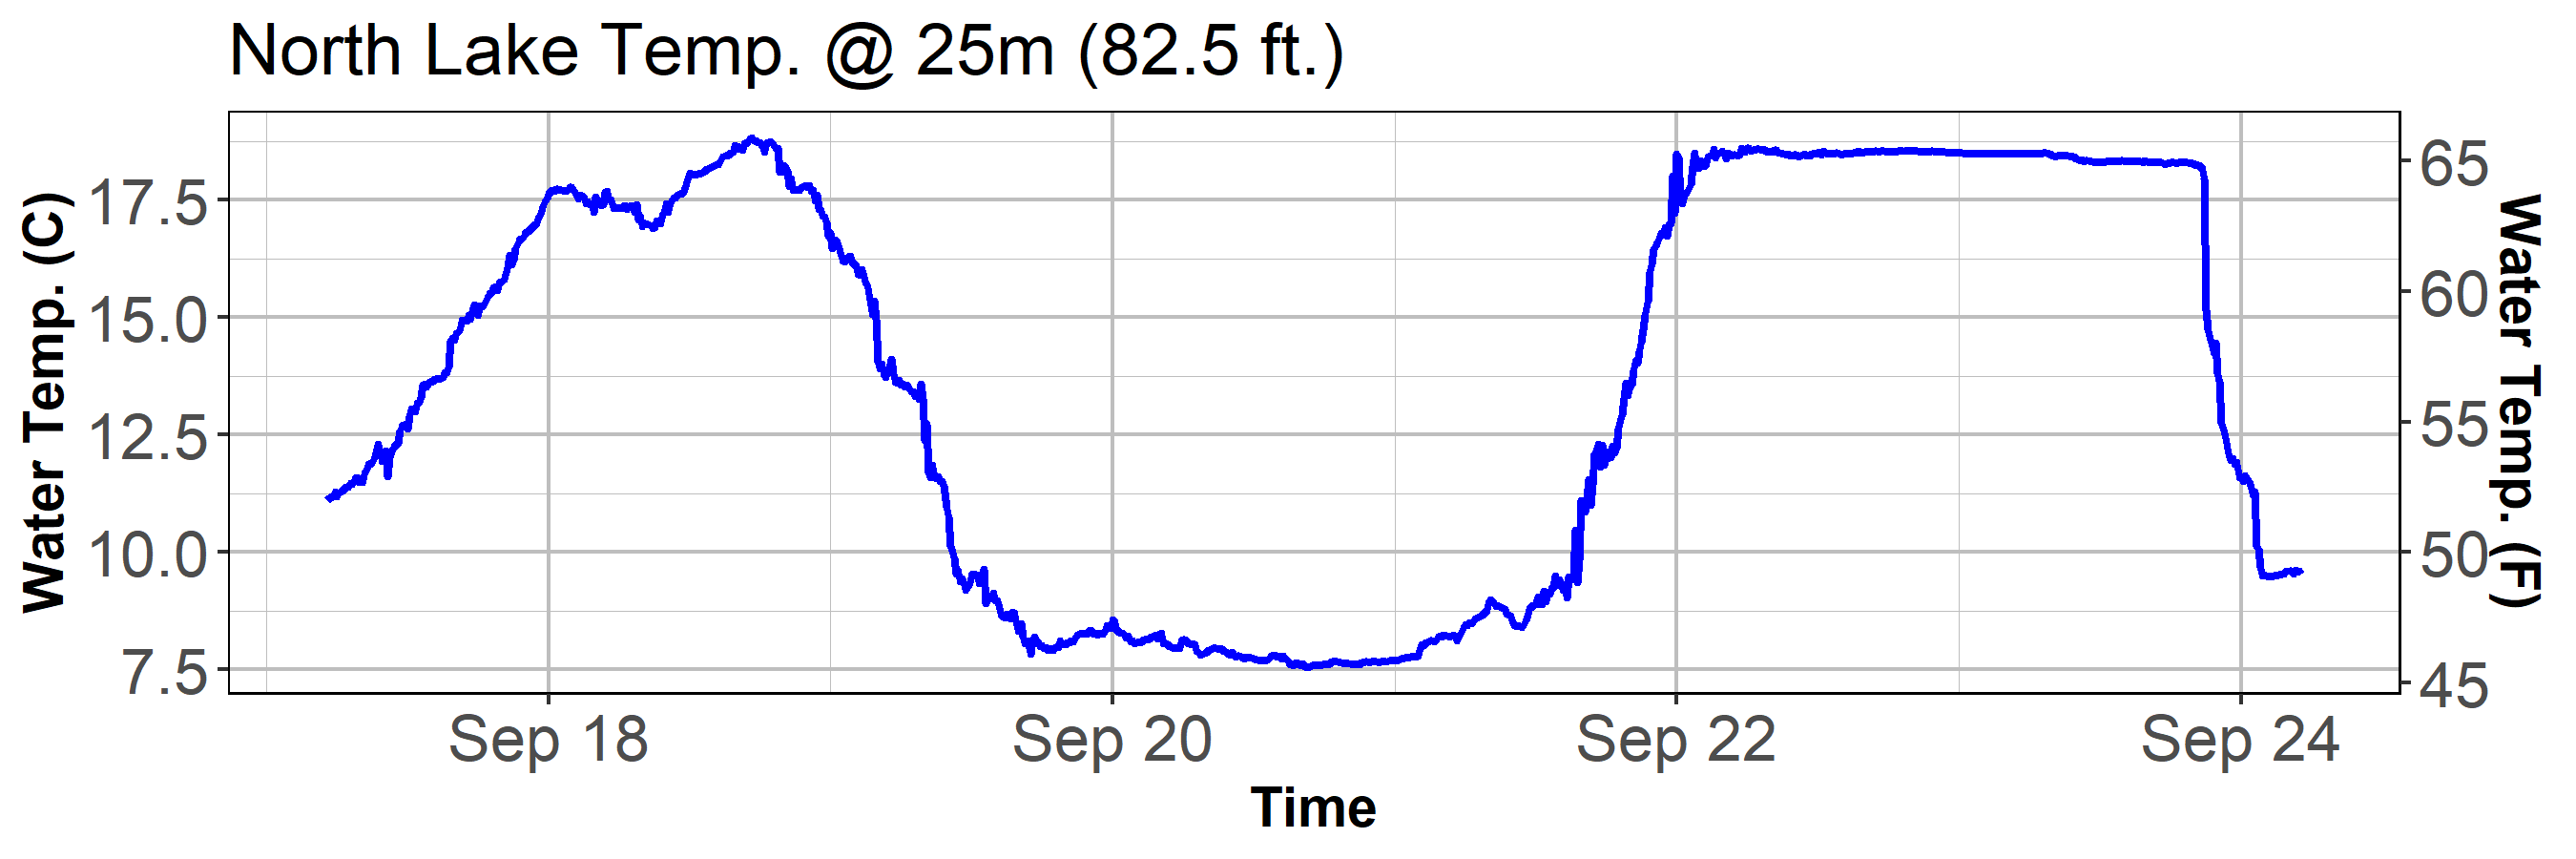 North Lake Temp. @ 25m (82.5 ft.)
Water Temp. (C)
17.5
15.0
12.5
10.0
7.5
65
60
55
50
45
Water Temp. (F)
Sep 18
Sep 20
Sep 22
Sep 24
Time